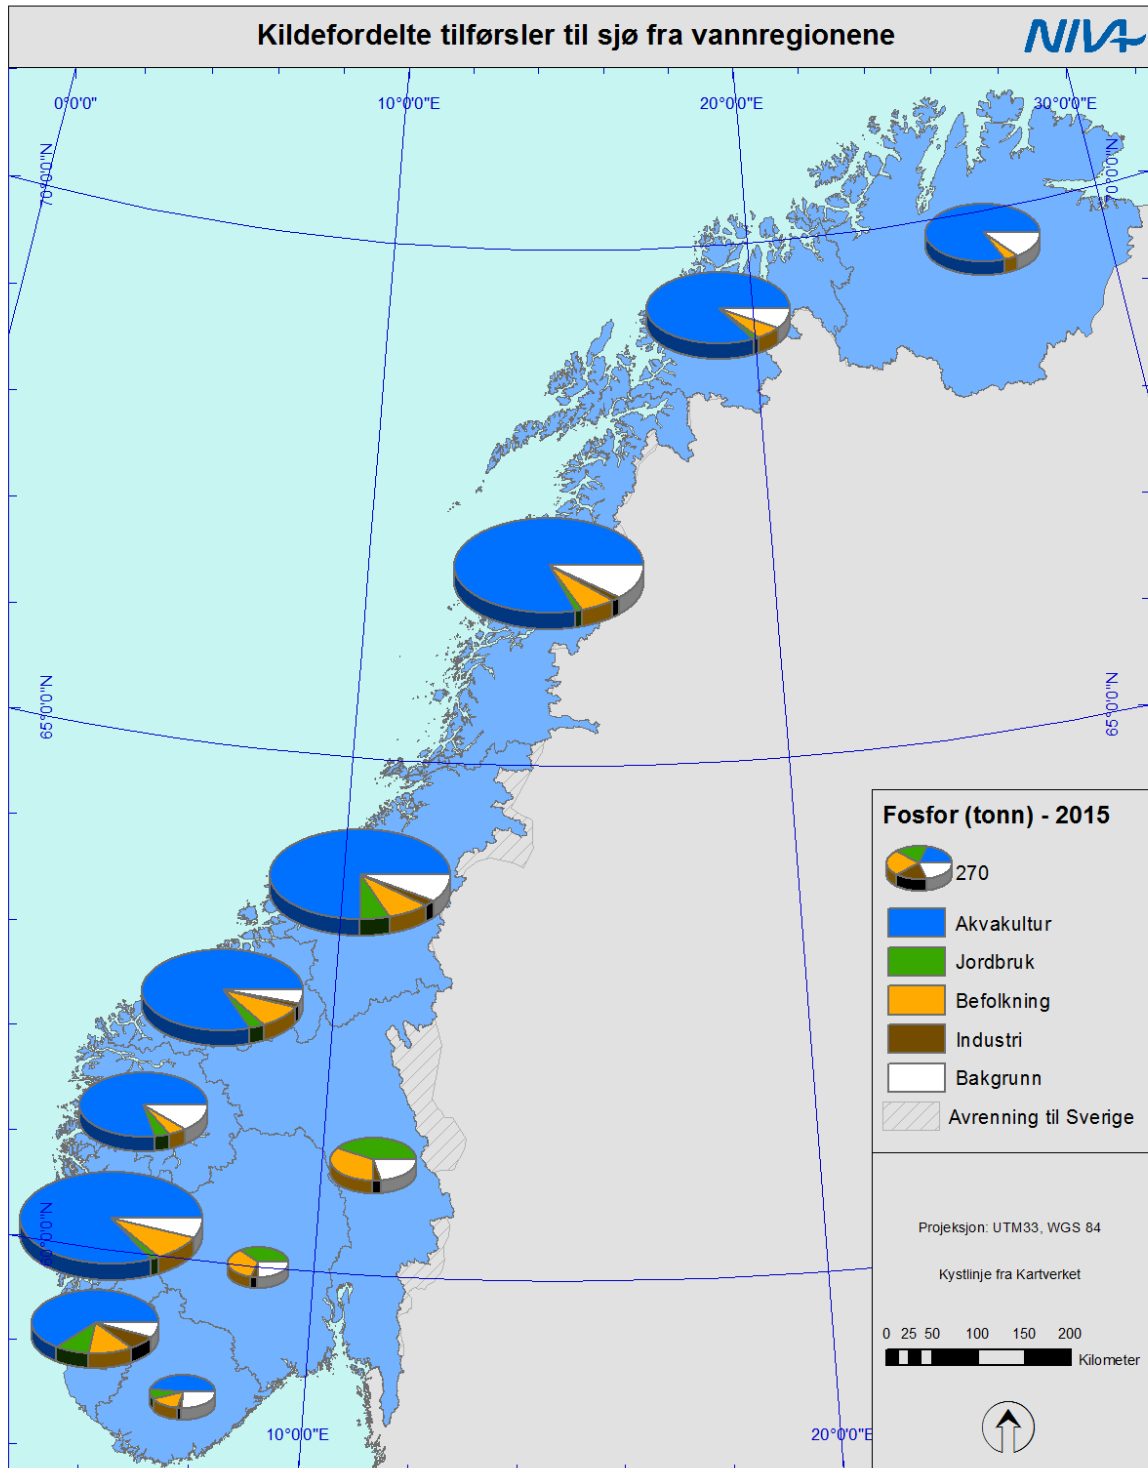 Kildefordelte tilførsler til sjø fra vannregionene
NIVA
0°0'0"
10°0'0"E
20°0'0"E
30°0'0"E
70°0'0"N
70°0'0"N
65°0'0"N
65°0'0"N
60°0'0"N
10°0'0"E
20°0'0"E
Fosfor (tonn) - 2015
270
Akvakultur
Jordbruk
Befolkning
Industri
Bakgrunn
Avrenning til Sverige
Projeksjon: UTM33, WGS 84
Kystlinje fra Kartverket
0 25 50 100 150 200
Kilometer